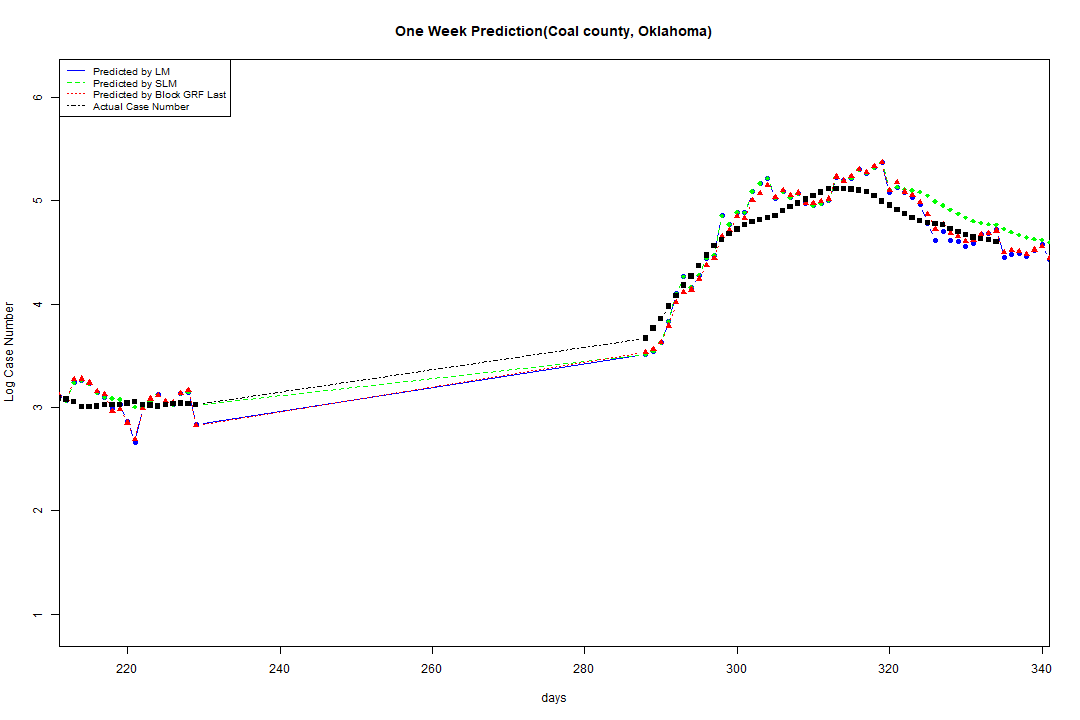 One Week Prediction(Coal county, Oklahoma)
Predicted by LM
Predicted by SLM
Predicted by Block GRF Last
Actual Case Number
6
5
4
3
2
1
Log Case Number
220 240 260 280 300 320 340
days